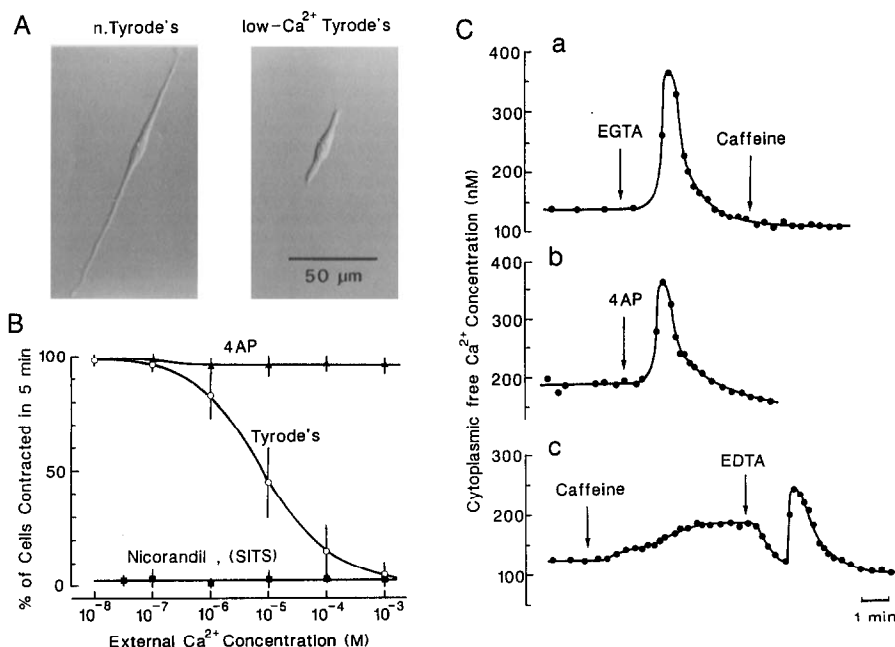 A
n.Tyrode's
low-Ca²⁺ Tyrode's
50 μm
B
% of Cells Contracted in 5 min
100
50
0
4AP
Tyrode's
Nicorandil, (SITS)
10⁻⁸
10⁻⁷
10⁻⁶
10⁻⁵
10⁻⁴
10⁻³
External Ca²⁺ Concentration (M)
C
Cytoplasmic free Ca²⁺ Concentration (nM)
a
400
300
200
100
EGTA
Caffeine
b
400
300
200
4AP
c
200
100
Caffeine
EDTA
1 min